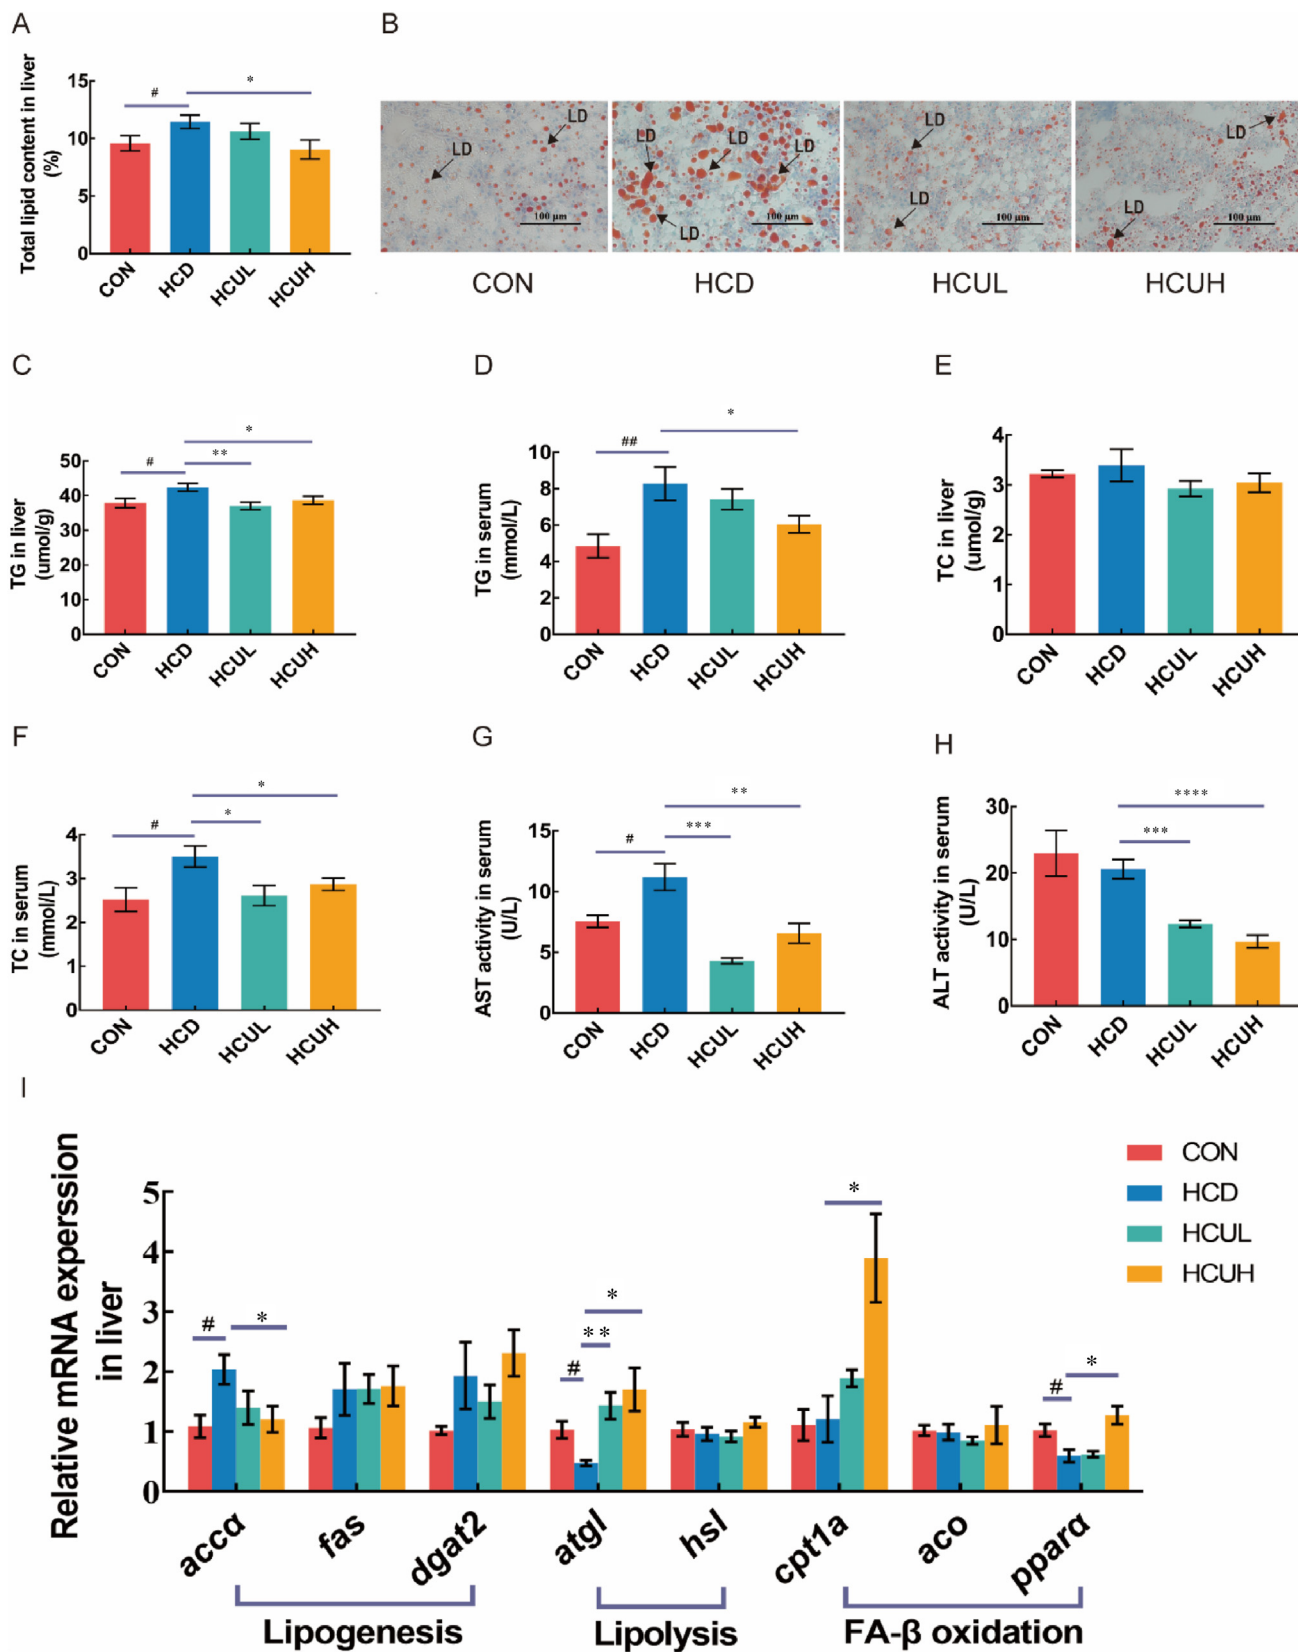 A
Total lipid content in liver
(%)
15
10
5
0
#
*
CON
HCD
HCUL
HCUH
B
LD
LD
100 μm
LD
LD
LD
LD
100 μm
LD
LD
100 μm
LD
LD
100 μm
CON
HCD
HCUL
HCUH
C
TG in liver
(umol/g)
50
40
30
20
10
0
#
**
*
CON
HCD
HCUL
HCUH
D
TG in serum
(mmol/L)
10
8
6
4
2
0
##
*
CON
HCD
HCUL
HCUH
E
TC in liver
(umol/g)
4
3
2
1
0
CON
HCD
HCUL
HCUH
F
TC in serum
(mmol/L)
4
3
2
1
0
#
*
*
CON
HCD
HCUL
HCUH
G
AST activity in serum
(U/L)
15
10
5
0
#
***
**
CON
HCD
HCUL
HCUH
H
ALT activity in serum
(U/L)
30
20
10
0
***
****
CON
HCD
HCUL
HCUH
I
Relative mRNA experssion
in liver
5
4
3
2
1
0
#
*
#
**
*
*
#
*
CON
HCD
HCUL
HCUH
accα
fas
dgat2
atgl
hsl
cpt1a
aco
pparα
Lipogenesis
Lipolysis
FA-β oxidation